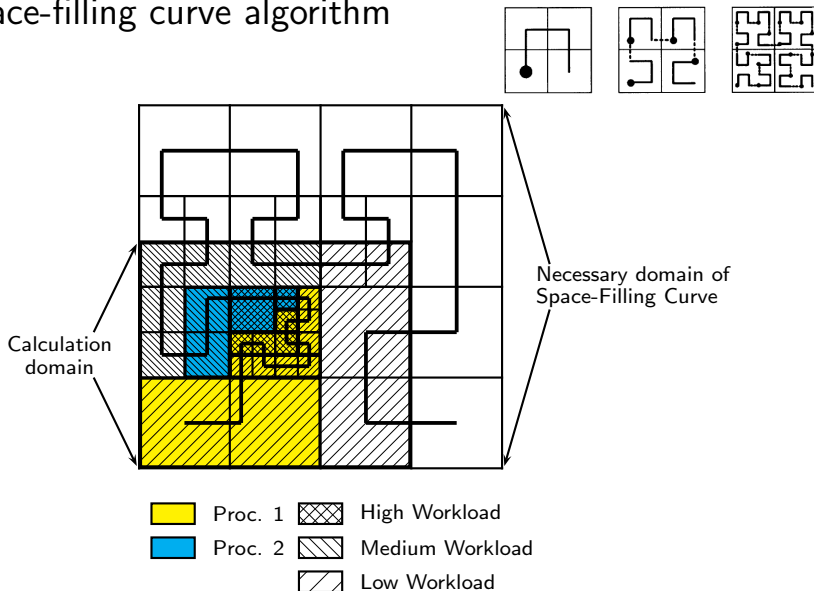 ace-filling curve algorithm
Necessary domain of
Space-Filling Curve
Calculation
domain
Proc. 1
High Workload
Proc. 2
Medium Workload
Low Workload